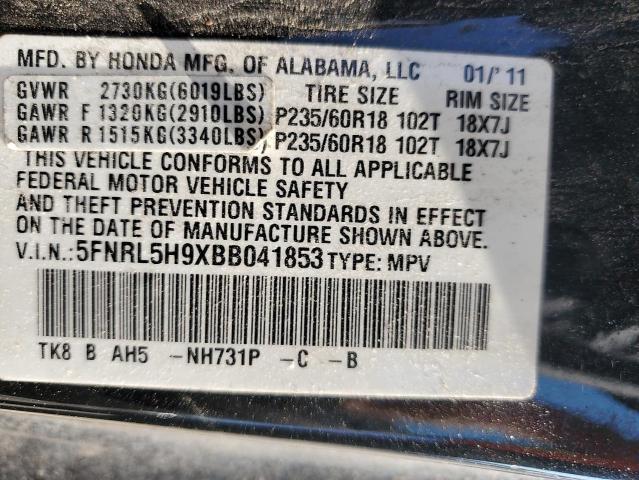 MFD. BY HONDA MFG. OF ALABAMA, LLC 01/'11
GVWR 2730KG(6019LBS) TIRE SIZE RIM SIZE
GAWR F 1320KG(2910LBS) P235/60R18 102T 18X7J
GAWR R 1515KG(3340LBS) P235/60R18 102T 18X7J
THIS VEHICLE CONFORMS TO ALL APPLICABLE
FEDERAL MOTOR VEHICLE SAFETY
AND THEFT PREVENTION STANDARDS IN EFFECT
ON THE DATE OF MANUFACTURE SHOWN ABOVE.
V.I.N.:5FNRL5H9XBB041853 TYPE: MPV
TK8 B AH5 -NH731P -C -B